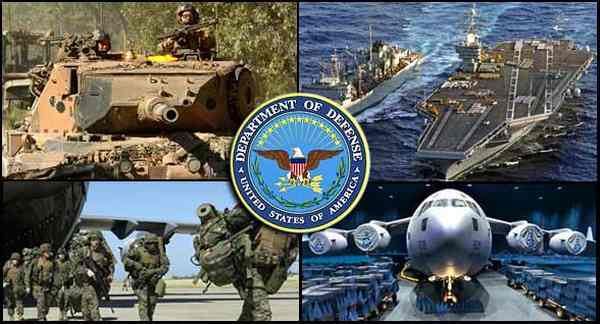 DEPARTMENT OF DEFENSE
UNITED STATES OF AMERICA